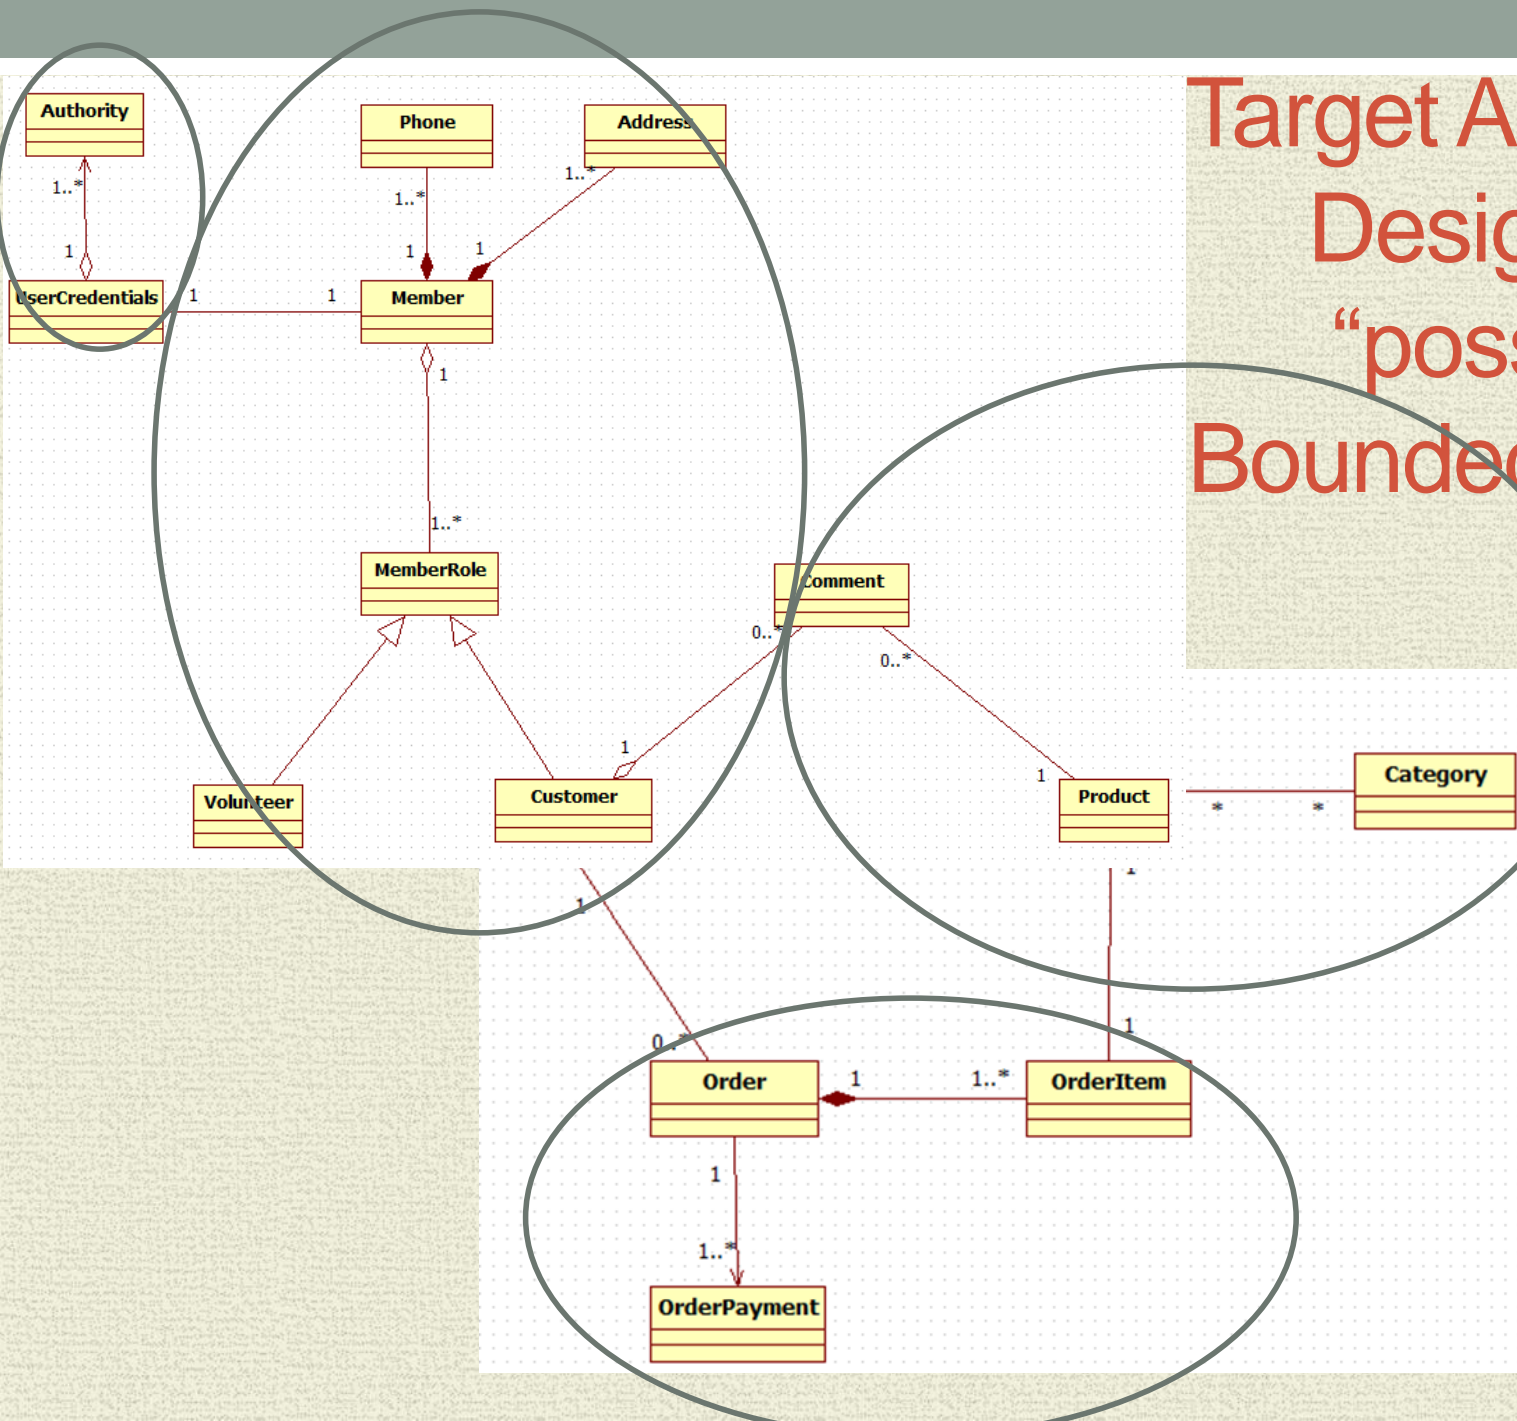 Target A
Desig
“poss
Bounded
Authority
Phone
Address
1..*
1..*
1..*
1
1
1
UserCredentials
1
1
Member
1
1..*
MemberRole
Comment
0..*
0..*
1
1
Volunteer
Customer
Product
*
*
Category
1
1
0..*
1
Order
1
1..*
OrderItem
1
1..*
OrderPayment